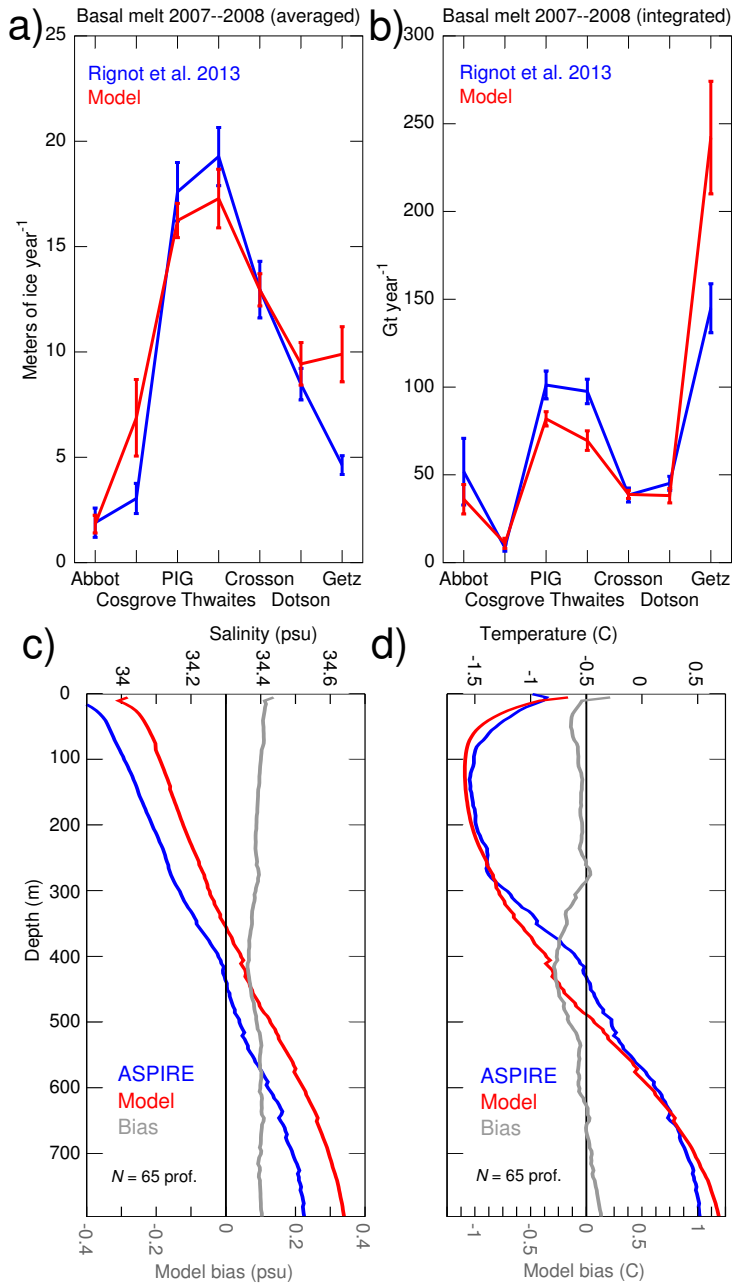 a)
Basal melt 2007--2008 (averaged)
Meters of ice year-1
25
20
15
10
5
0
Rignot et al. 2013
Model
Abbot
PIG
Crosson
Getz
Cosgrove
Thwaites
Dotson
b)
Basal melt 2007--2008 (integrated)
Gt year-1
300
250
200
150
100
50
0
Rignot et al. 2013
Model
Abbot
PIG
Crosson
Getz
Cosgrove
Thwaites
Dotson
c)
Salinity (psu)
34
34.2
34.4
34.6
Depth (m)
0
100
200
300
400
500
600
700
ASPIRE
Model
Bias
N = 65 prof.
-0.4
-0.2
0
0.2
0.4
Model bias (psu)
d)
Temperature (C)
-1.5
-1
-0.5
0
0.5
ASPIRE
Model
Bias
N = 65 prof.
-1
-0.5
0
0.5
1
Model bias (C)